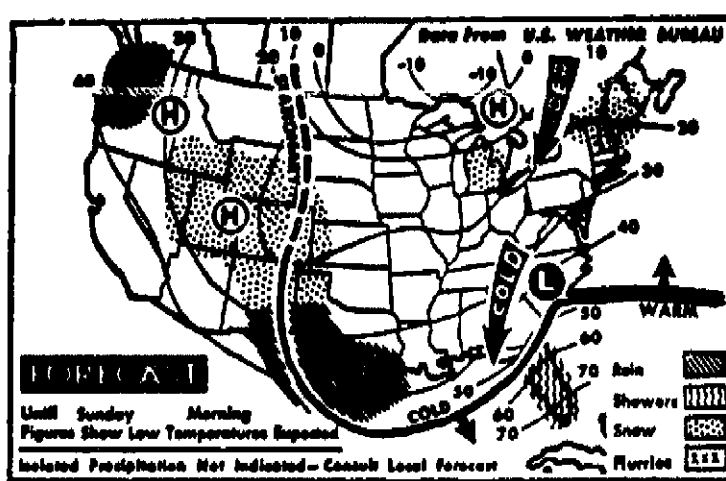 Data From U.S. WEATHER BUREAU
30
10
0
-10
-10
0
10
40
20
STATIONARY
H
H
H
20
30
40
COLD
L
50
WARM
60
70
50
60
70
COLD
FORECAST
Until Sunday Morning
Figures Show Low Temperatures Expected
Isolated Precipitation Not Indicated — Consult Local Forecast
Rain
Showers
Snow
Flurries